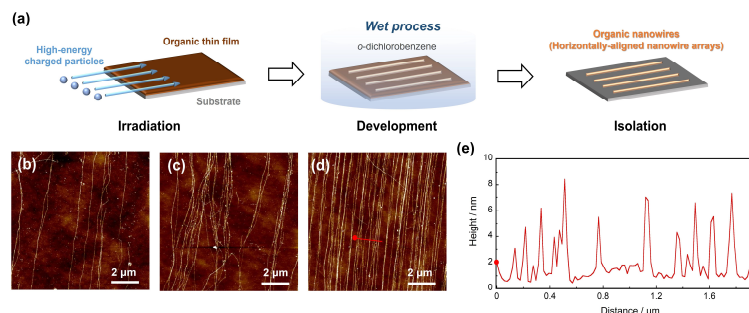 (a)
High-energy
charged particles
Organic thin film
Substrate
Irradiation
Wet process
o-dichlorobenzene
Development
Organic nanowires
(Horizontally-aligned nanowire arrays)
Isolation
(b)
2 μm
(c)
2 μm
(d)
2 μm
(e)
Height / nm
10
8
6
4
2
0
0
0.4
0.8
1.2
1.6
Distance / μm